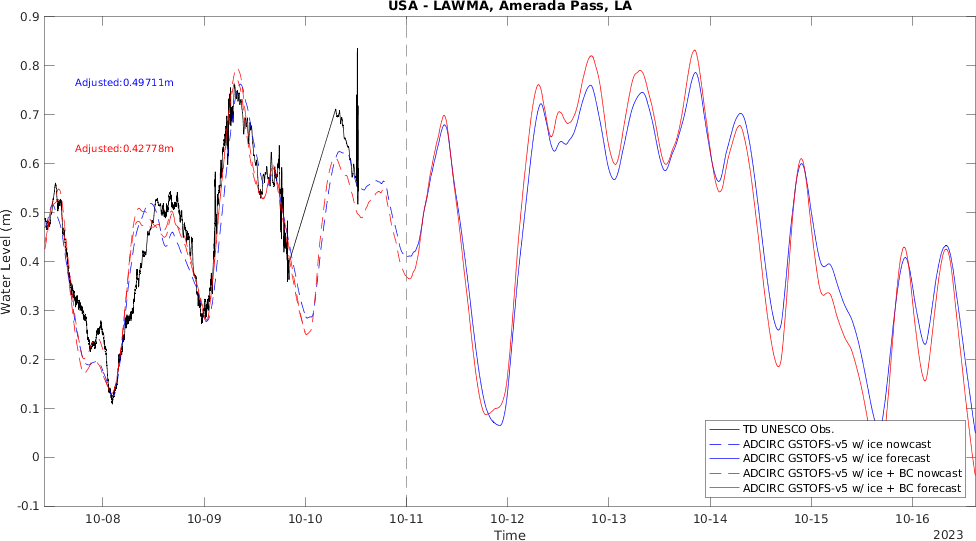 USA - LAWMA, Amerada Pass, LA
0.9
0.8
0.7
0.6
0.5
0.4
0.3
0.2
0.1
0
-0.1
Water Level (m)
Adjusted:0.49711m
Adjusted:0.42778m
TD UNESCO Obs.
ADCIRC GSTOFS-v5 w/ ice nowcast
ADCIRC GSTOFS-v5 w/ ice forecast
ADCIRC GSTOFS-v5 w/ ice + BC nowcast
ADCIRC GSTOFS-v5 w/ ice + BC forecast
10-08 10-09 10-10 10-11 10-12 10-13 10-14 10-15 10-16
Time
2023